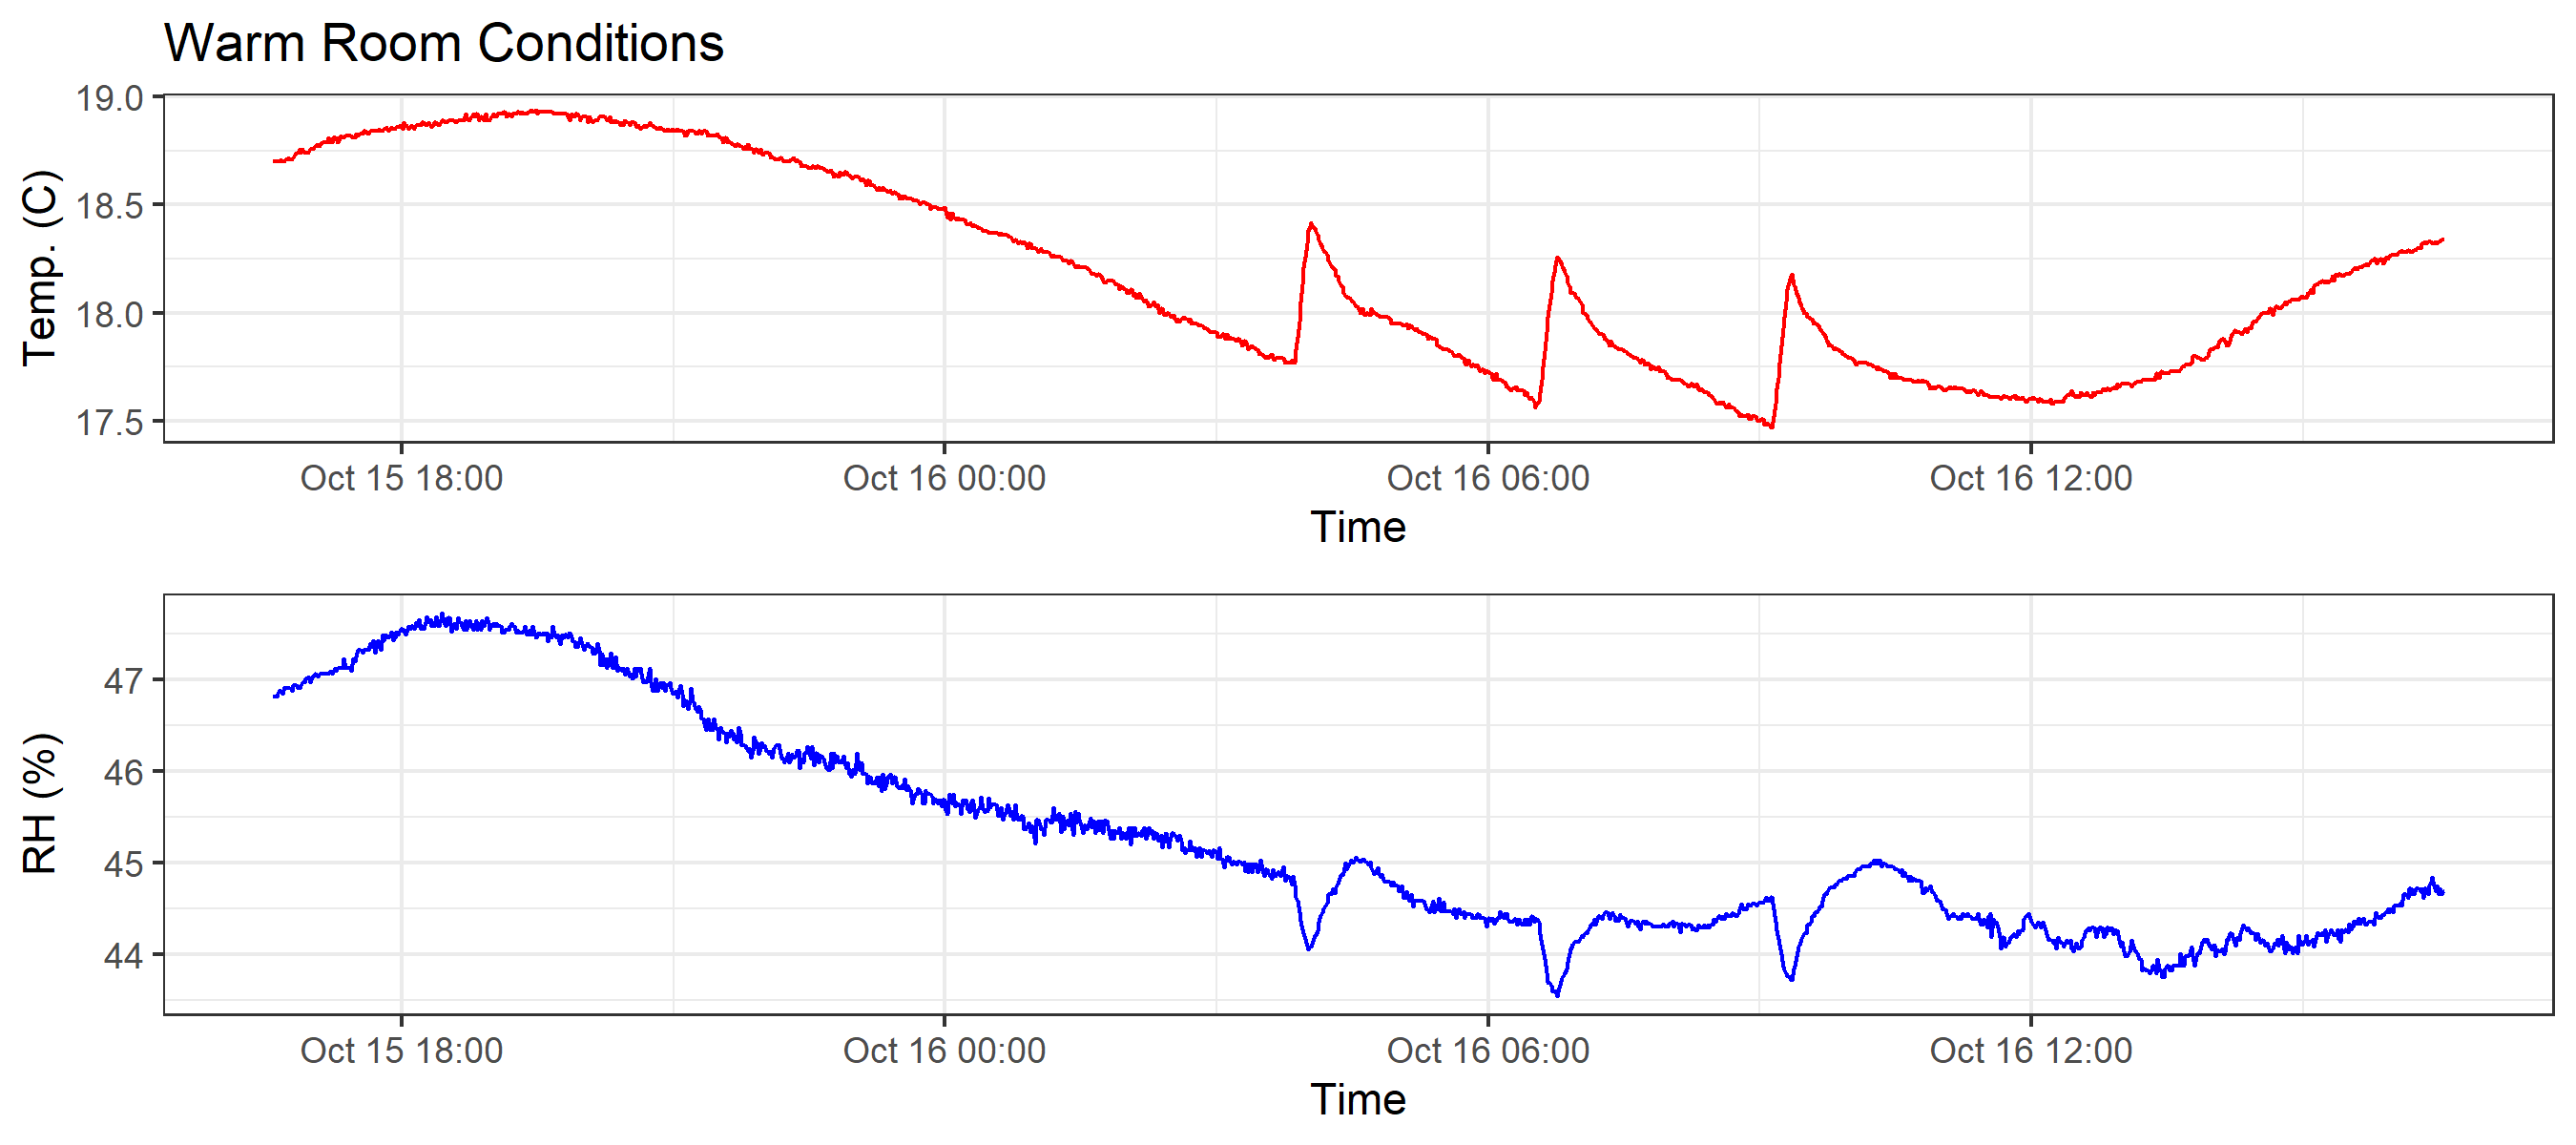 Warm Room Conditions
19.0
18.5
18.0
17.5
Temp. (C)
Oct 15 18:00 Oct 16 00:00 Oct 16 06:00 Oct 16 12:00
Time
47
46
45
44
RH (%)
Oct 15 18:00 Oct 16 00:00 Oct 16 06:00 Oct 16 12:00
Time